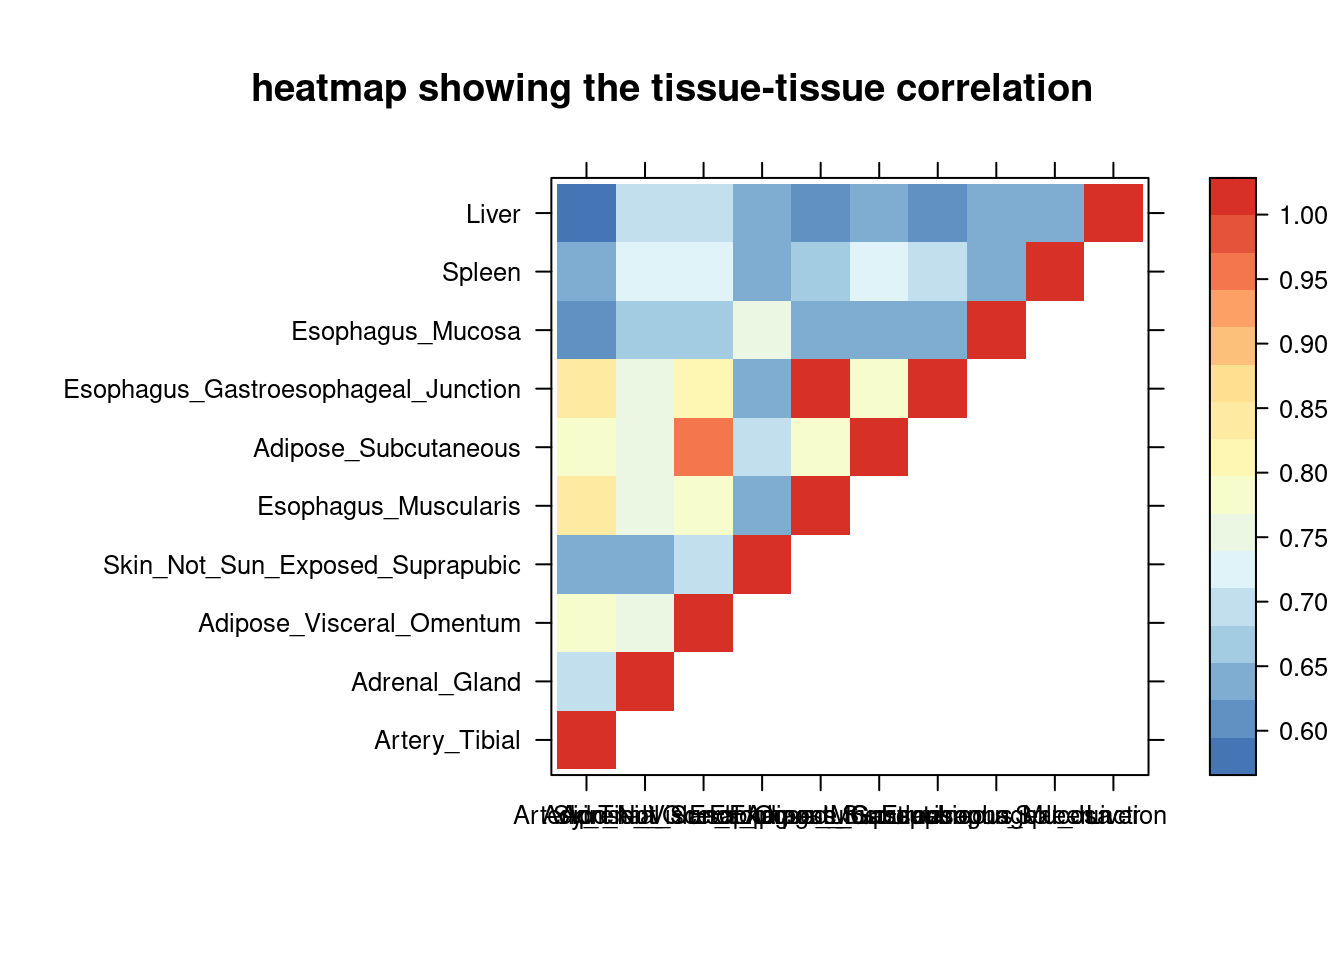 heatmap showing the tissue-tissue correlation
Liver
Spleen
Esophagus_Mucosa
Esophagus_Gastroesophageal_Junction
Adipose_Subcutaneous
Esophagus_Muscularis
Skin_Not_Sun_Exposed_Suprapubic
Adipose_Visceral_Omentum
Adrenal_Gland
Artery_Tibial
1.00
0.95
0.90
0.85
0.80
0.75
0.70
0.65
0.60